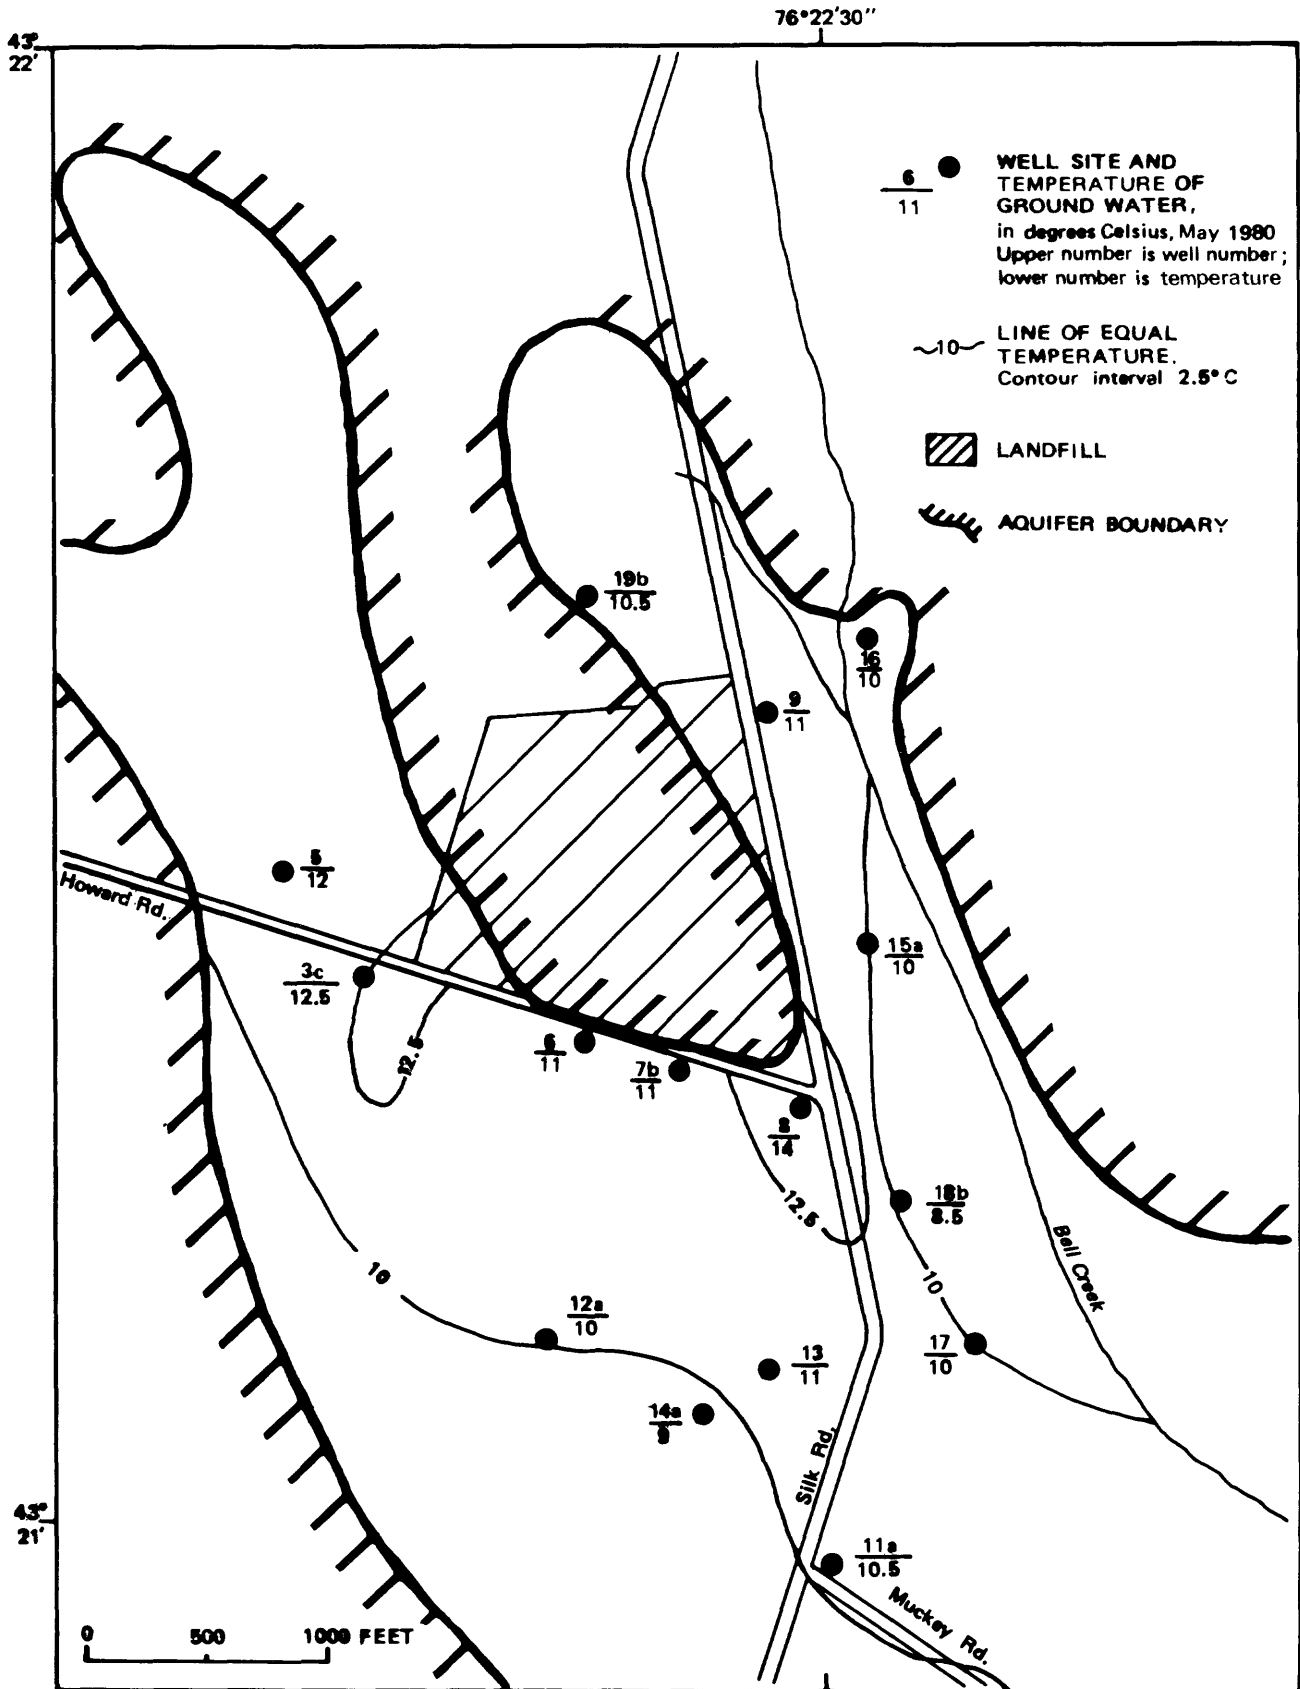 76°22'30"
43°
22'
6
11
WELL SITE AND
TEMPERATURE OF
GROUND WATER,
in degrees Celsius, May 1980
Upper number is well number;
lower number is temperature
~10~
LINE OF EQUAL
TEMPERATURE.
Contour interval 2.5°C
LANDFILL
AQUIFER BOUNDARY
19b
10.5
16
10
9
11
5
12
Howard Rd.
15a
10
3c
12.5
12.5
6
11
7b
11
8
14
12.5
18b
8.5
Bell Creek
10
10
12a
10
13
11
17
10
14a
9
Silk Rd.
43°
21'
11a
10.5
Muckey Rd.
0 500 1000 FEET